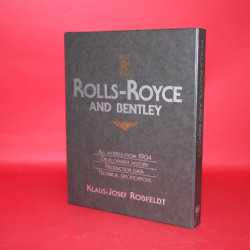 ROLLS-ROYCE
AND BENTLEY
ALL MODELS FROM 1904
DEVELOPMENT HISTORY
PRODUCTION DATA
TECHNICAL SPECIFICATIONS
KLAUS-JOSEF ROßFELDT